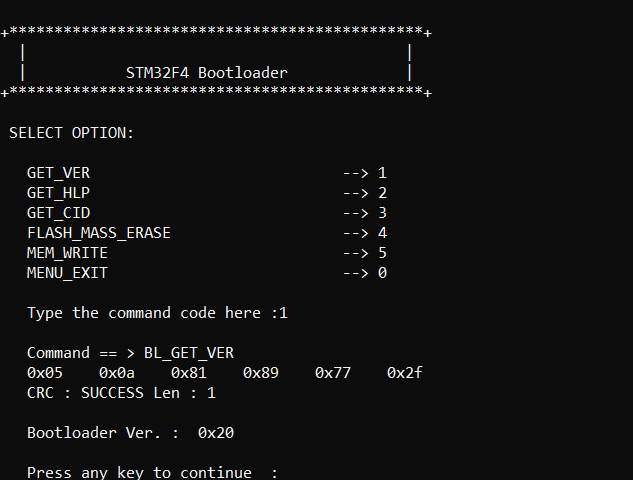 +**********************************************+
|                                          |
|           STM32F4 Bootloader             |
+**********************************************+
SELECT OPTION:
GET_VER                            --> 1
GET_HLP                            --> 2
GET_CID                            --> 3
FLASH_MASS_ERASE                   --> 4
MEM_WRITE                          --> 5
MENU_EXIT                          --> 0
Type the command code here :1
Command == > BL_GET_VER
0x05    0x0a    0x81    0x89    0x77    0x2f
CRC : SUCCESS Len : 1
Bootloader Ver. :  0x20
Press any key to continue  :